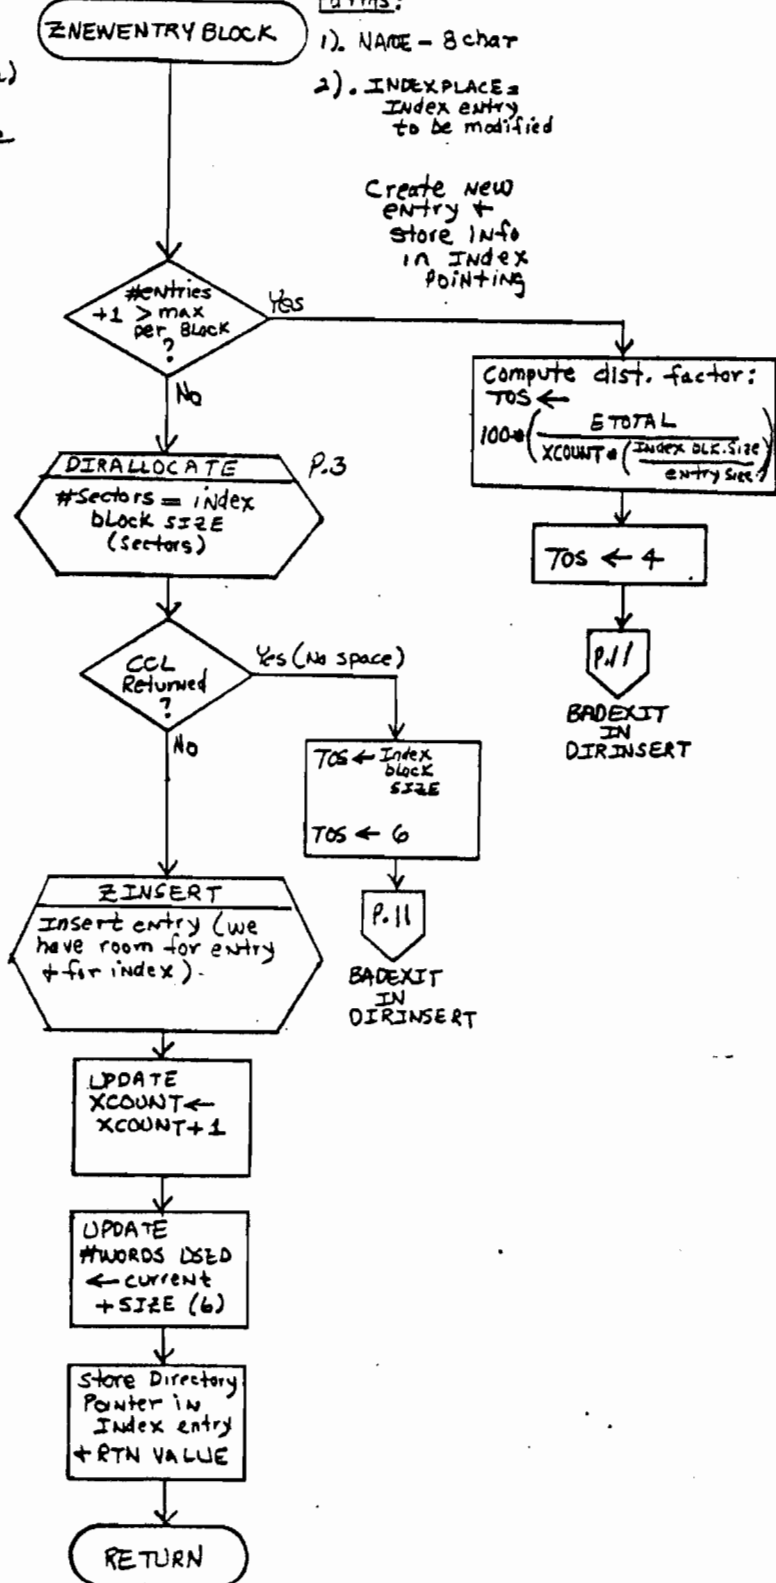 ZNEWENTRY BLOCK
Parms:
1). NAME - 8 char
2). INDEXPLACE =
Index entry
to be modified
Create New
entry +
store info
in Index
Pointing
#entries
+1 > max
per Block
?
Yes
No
Compute dist. factor:
TOS ←
100* ( E TOTAL
XCOUNT * ( Index blk. size
entry size ) )
TOS ← 4
P.11
BADEXIT
IN
DIRINSERT
DIRALLOCATE
P.3
#Sectors = index
block SIZE
(sectors)
CCL
Returned
?
Yes (No space)
No
TOS ← Index
block
SIZE
TOS ← 6
P.11
BADEXIT
IN
DIRINSERT
ZINSERT
Insert entry (we
have room for entry
+ for index).
UPDATE
XCOUNT ←
XCOUNT + 1
UPDATE
#WORDS USED
← current
+ SIZE (6)
Store Directory
Pointer in
Index entry
+ RTN VALUE
RETURN